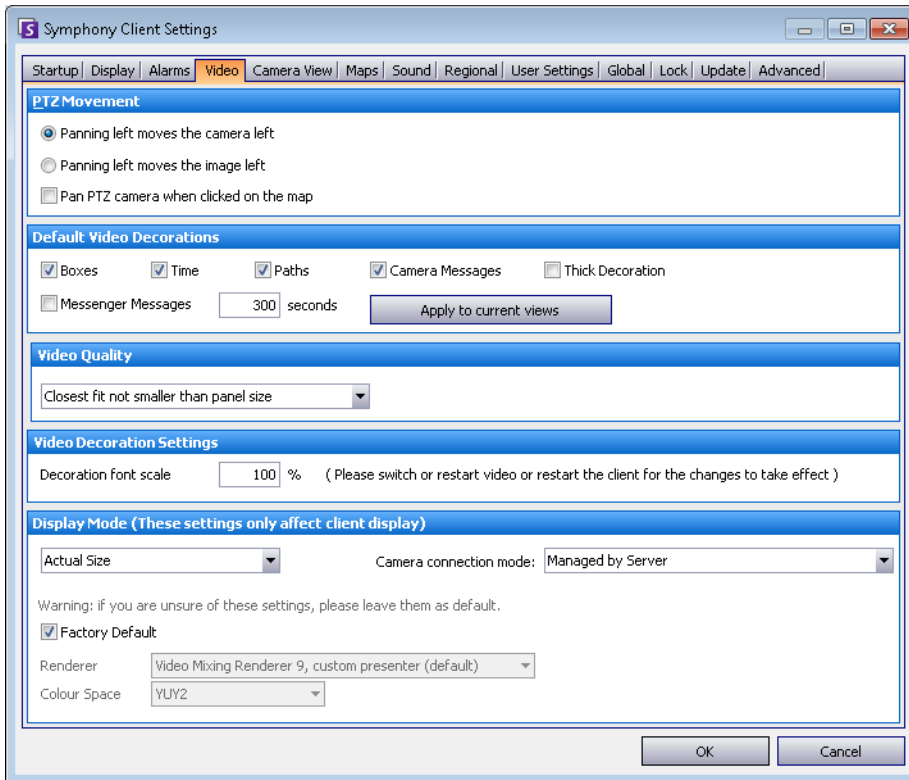 Symphony Client Settings
Startup Display Alarms Video Camera View Maps Sound Regional User Settings Global Lock Update Advanced
PTZ Movement
Panning left moves the camera left
Panning left moves the image left
Pan PTZ camera when clicked on the map
Default Video Decorations
Boxes Time Paths Camera Messages Thick Decoration
Messenger Messages 300 seconds Apply to current views
Video Quality
Closest fit not smaller than panel size
Video Decoration Settings
Decoration font scale 100 % ( Please switch or restart video or restart the client for the changes to take effect )
Display Mode (These settings only affect client display)
Actual Size Camera connection mode: Managed by Server
Warning: if you are unsure of these settings, please leave them as default.
Factory Default
Renderer Video Mixing Renderer 9, custom presenter (default)
Colour Space YUY2
OK Cancel